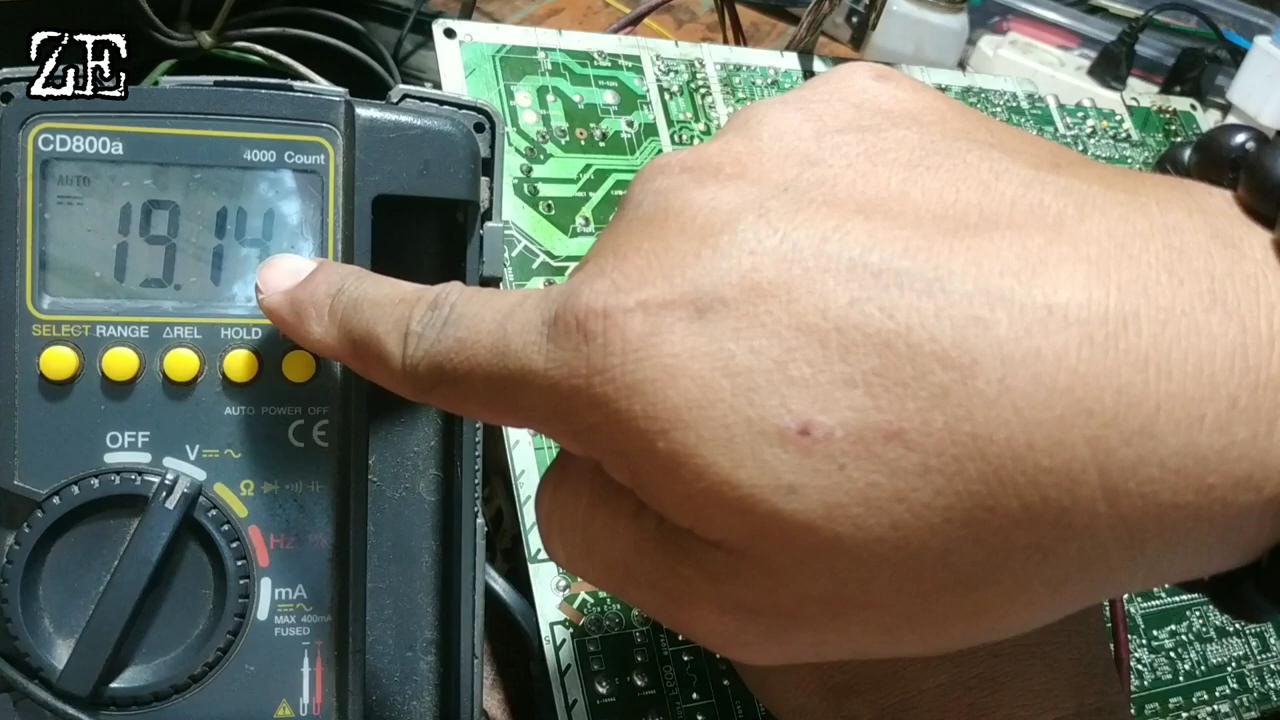 ZE
CD800a
4000 Count
AUTO
19.14
SELECT RANGE ΔREL HOLD
AUTO POWER OFF
CE
OFF
V
Ω
Hz
mA
MAX 400mA
FUSED